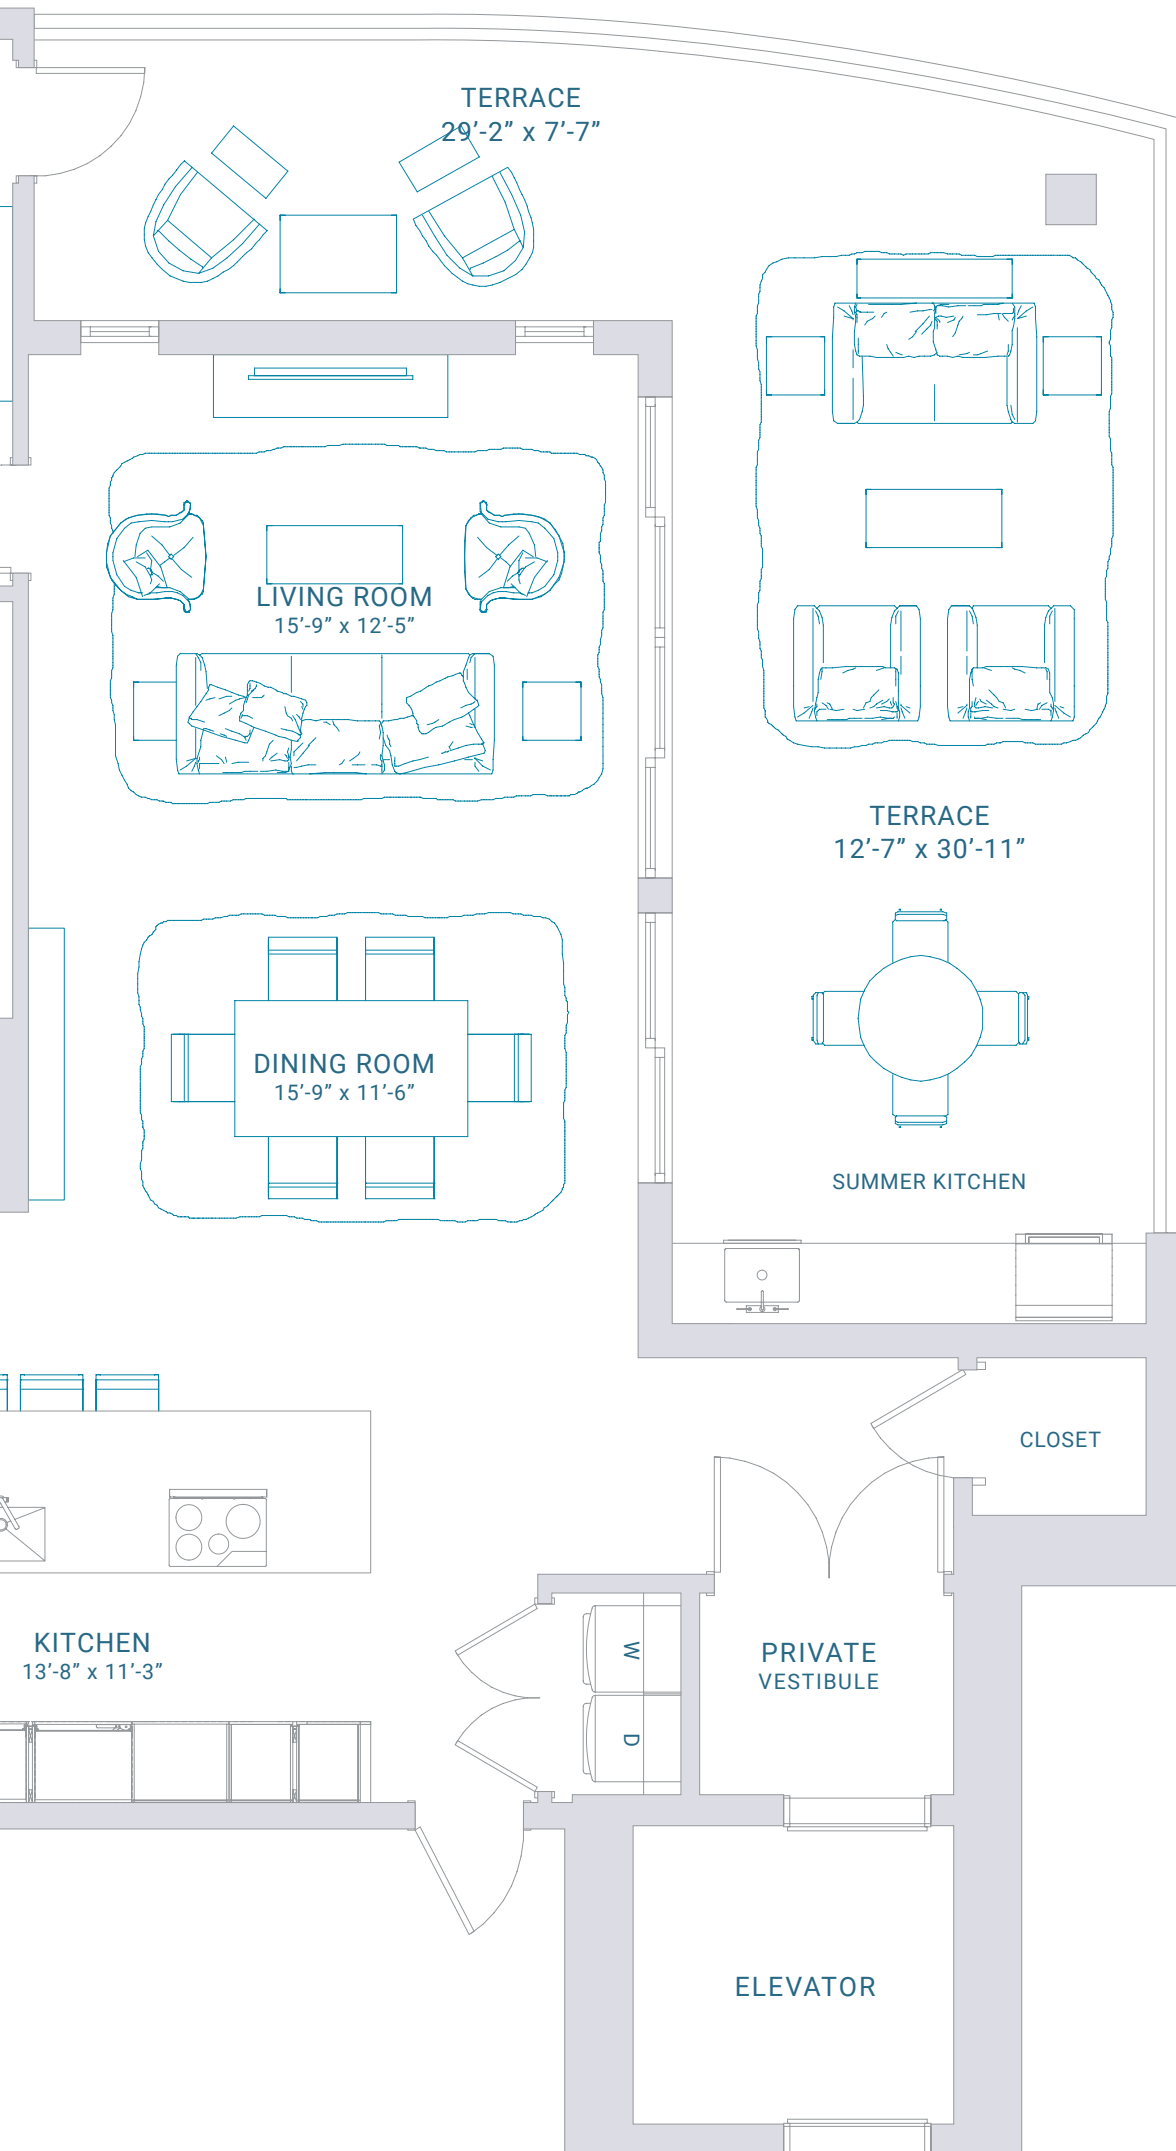 TERRACE
29’-2” x 7’-7”
LIVING ROOM
15’-9” x 12’-5”
TERRACE
12’-7” x 30’-11”
DINING ROOM
15’-9” x 11’-6”
SUMMER KITCHEN
CLOSET
KITCHEN
13’-8” x 11’-3”
W
D
PRIVATE
VESTIBULE
ELEVATOR